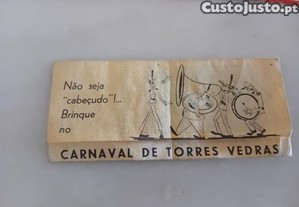 CustoJusto.pt
Não seja
"cabeçudo"!...
Brinque
no
CARNAVAL DE TORRES VEDRAS